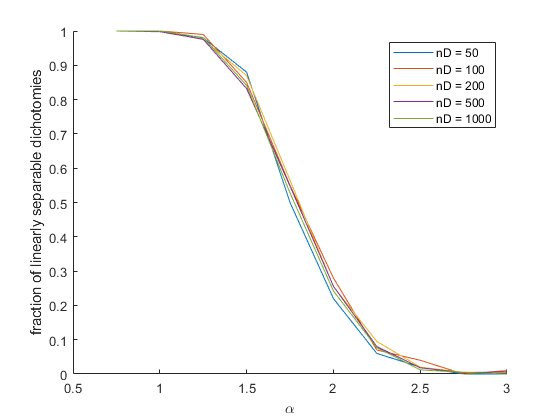 fraction of linearly separable dichotomies
1
0.9
0.8
0.7
0.6
0.5
0.4
0.3
0.2
0.1
0
0.5 1 1.5 2 2.5 3
α
nD = 50
nD = 100
nD = 200
nD = 500
nD = 1000